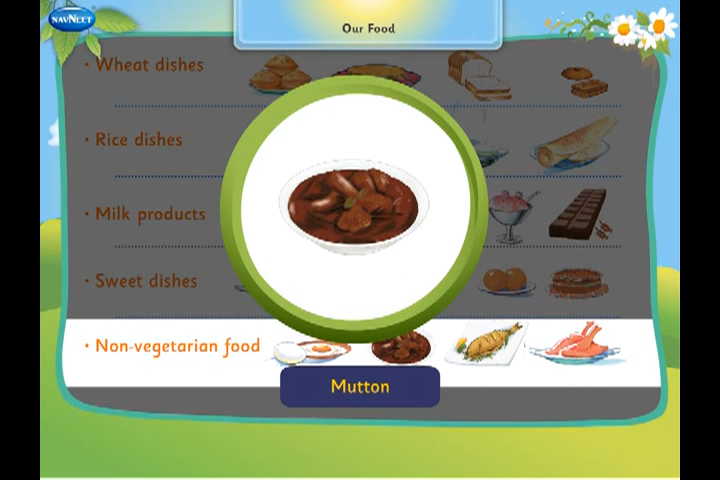 NAVNEET
Our Food
• Wheat dishes
• Rice dishes
• Milk products
• Sweet dishes
• Non-vegetarian food
Mutton